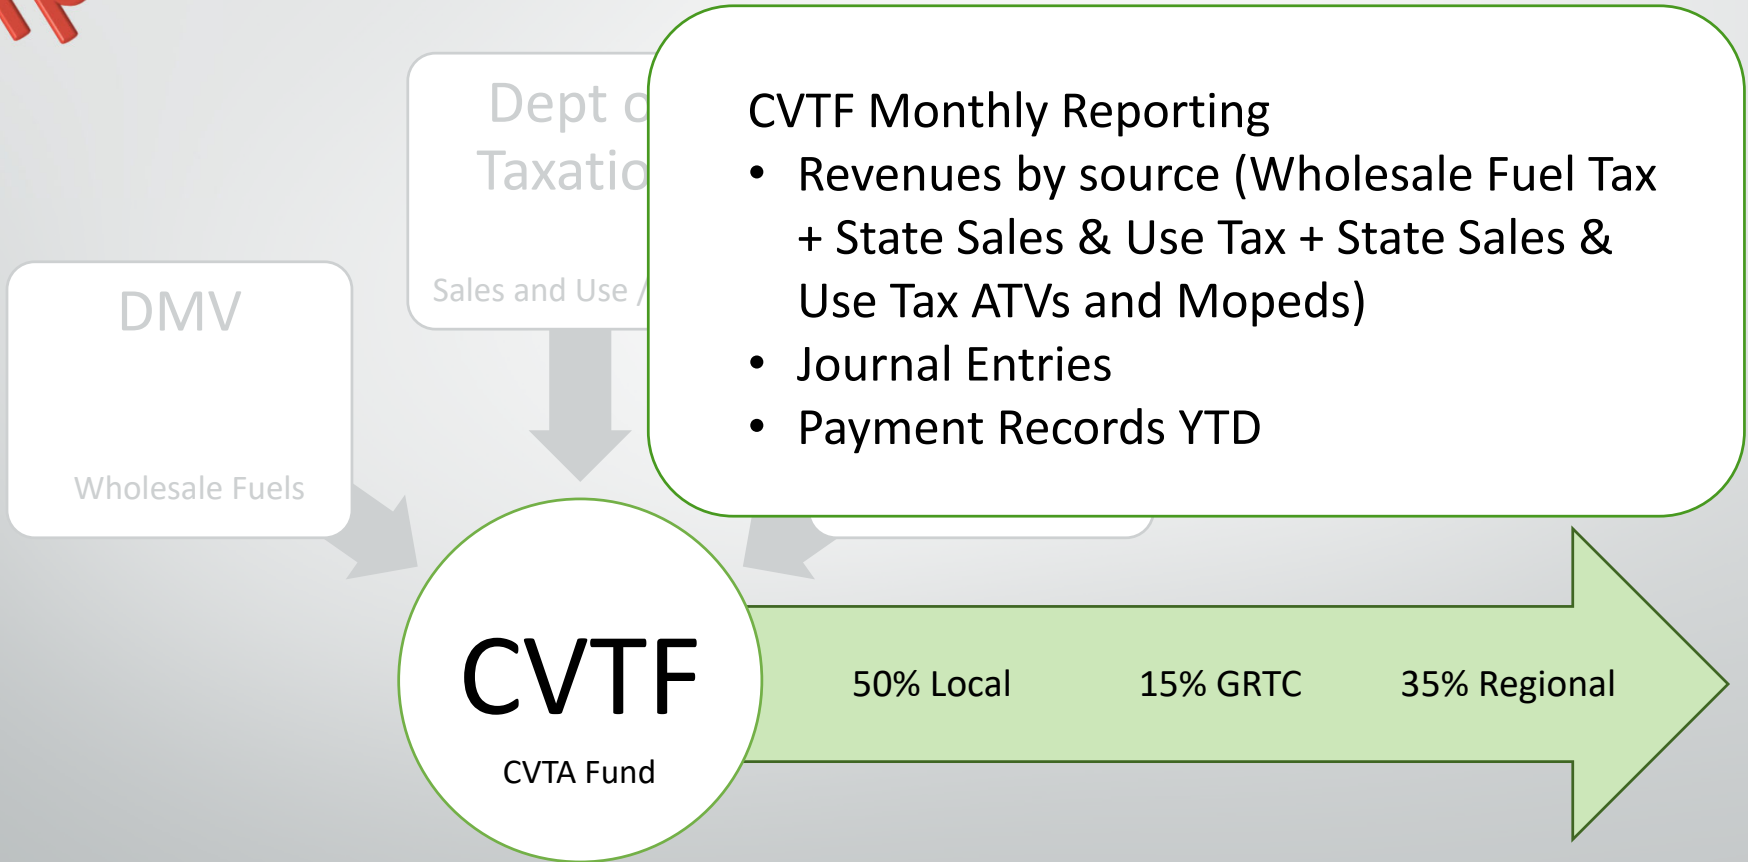 Dept
Taxatio
Sales and Use /
DMV
Wholesale Fuels
CVTF Monthly Reporting
• Revenues by source (Wholesale Fuel Tax
+ State Sales & Use Tax + State Sales &
Use Tax ATVs and Mopeds)
• Journal Entries
• Payment Records YTD
CVTF
CVTA Fund
50% Local
15% GRTC
35% Regional